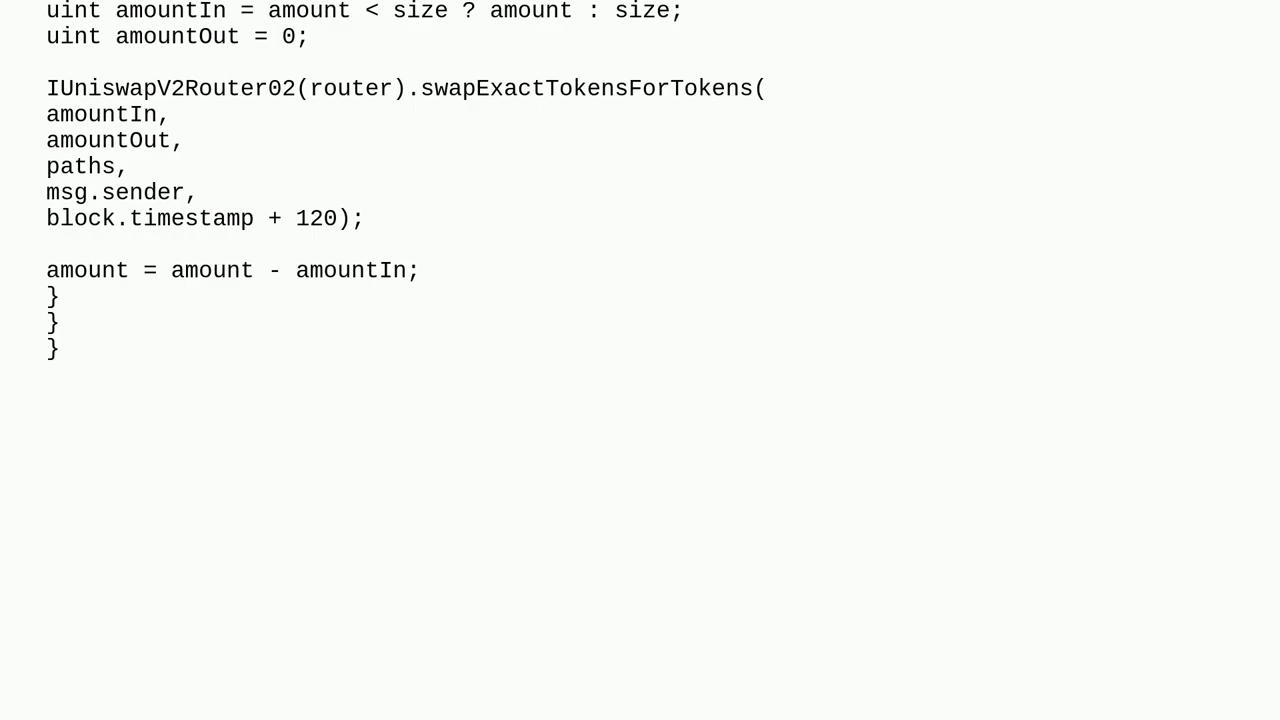 uint amountIn = amount < size ? amount : size;
uint amountOut = 0;
IUniswapV2Router02(router).swapExactTokensForTokens(
amountIn,
amountOut,
paths,
msg.sender,
block.timestamp + 120);
amount = amount - amountIn;
}
}
}